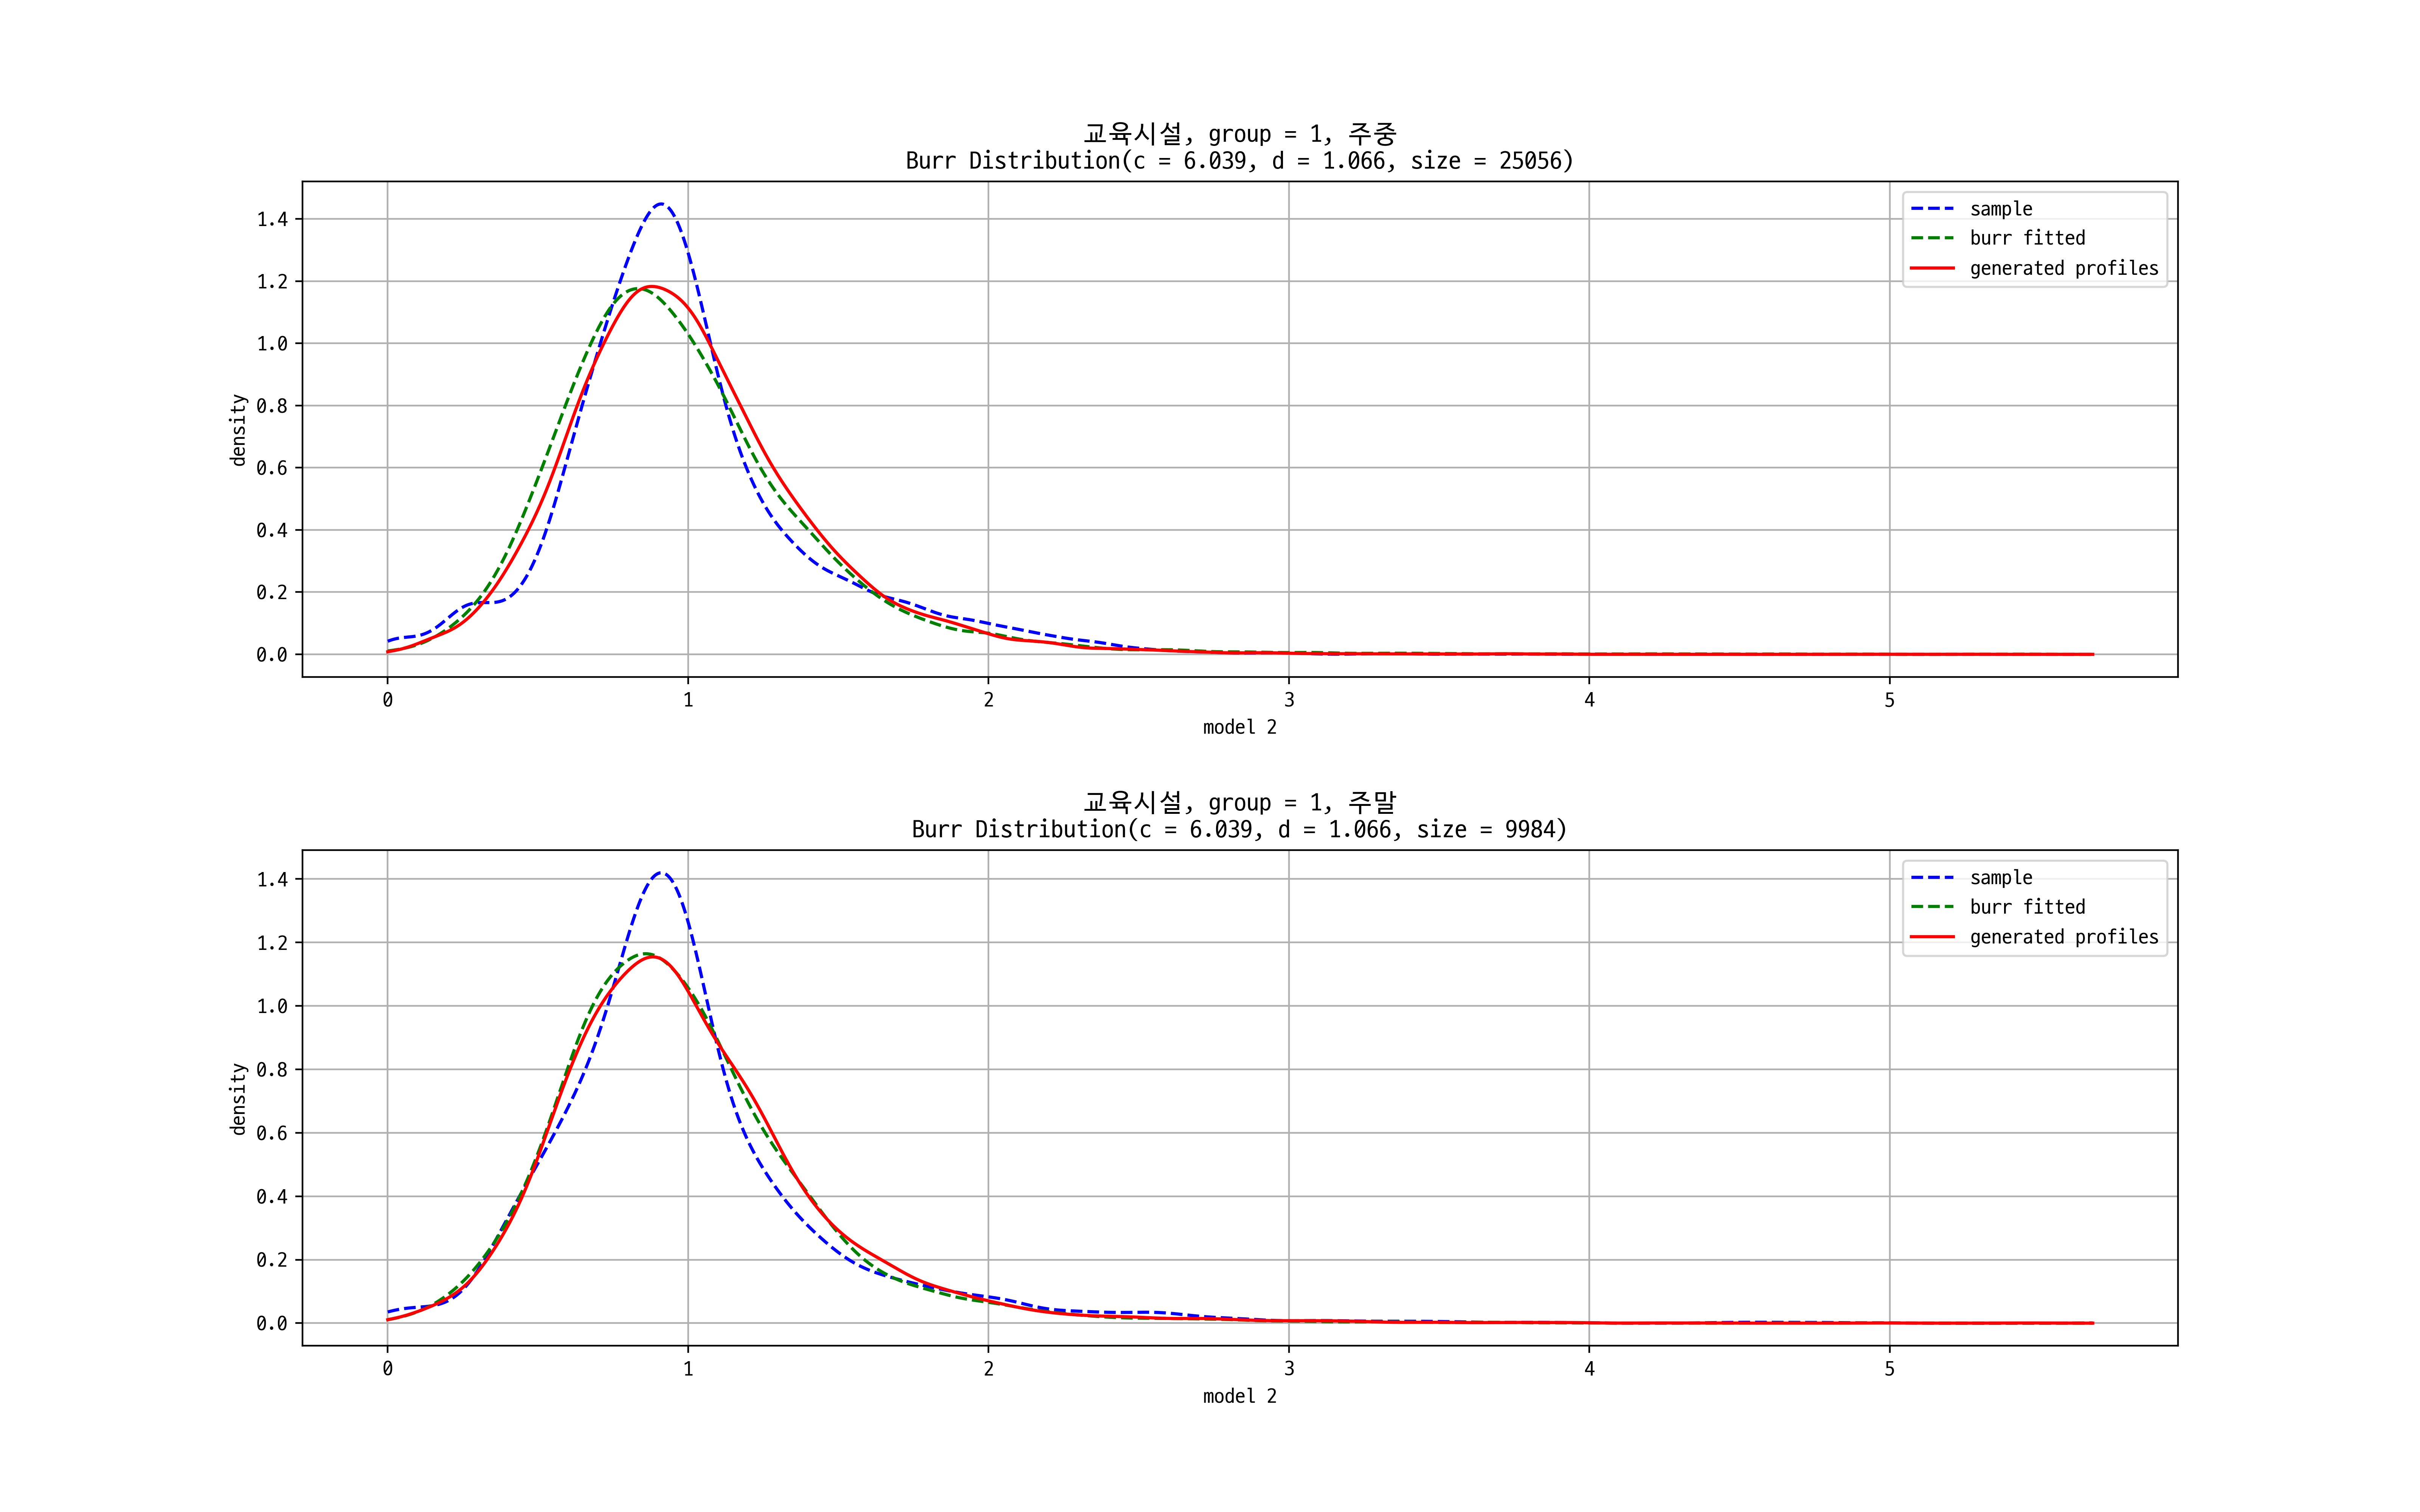 교육시설, group = 1, 주중
Burr Distribution(c = 6.039, d = 1.066, size = 25056)
sample
burr fitted
generated profiles
density
1.4
1.2
1.0
0.8
0.6
0.4
0.2
0.0
0 1 2 3 4 5
model 2
교육시설, group = 1, 주말
Burr Distribution(c = 6.039, d = 1.066, size = 9984)
sample
burr fitted
generated profiles
density
1.4
1.2
1.0
0.8
0.6
0.4
0.2
0.0
0 1 2 3 4 5
model 2